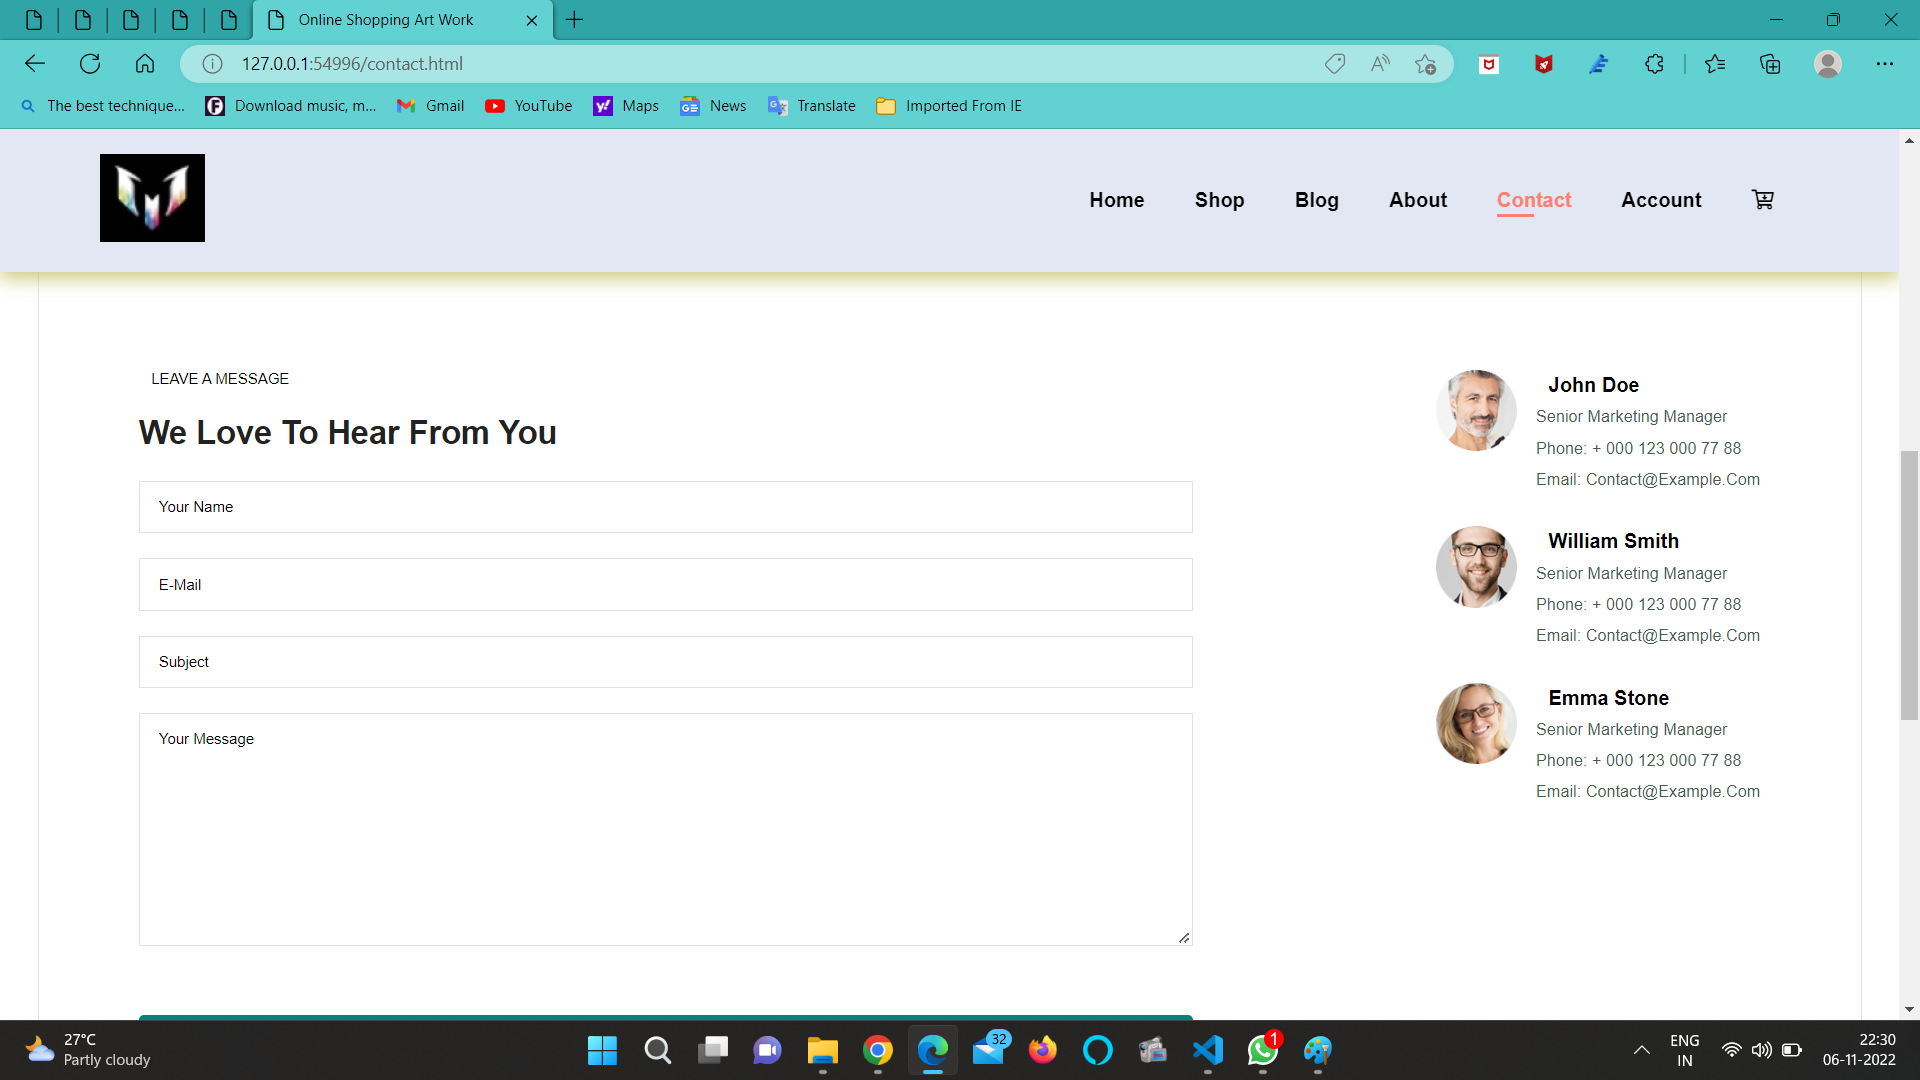 Online Shopping Art Work
127.0.0.1:54996/contact.html
The best technique... Download music, m... Gmail YouTube Maps News Translate Imported From IE
Home Shop Blog About Contact Account
LEAVE A MESSAGE
We Love To Hear From You
Your Name
E-Mail
Subject
Your Message
John Doe
Senior Marketing Manager
Phone: + 000 123 000 77 88
Email: Contact@Example.Com
William Smith
Senior Marketing Manager
Phone: + 000 123 000 77 88
Email: Contact@Example.Com
Emma Stone
Senior Marketing Manager
Phone: + 000 123 000 77 88
Email: Contact@Example.Com
27°C
Partly cloudy
32
1
ENG
IN
22:30
06-11-2022